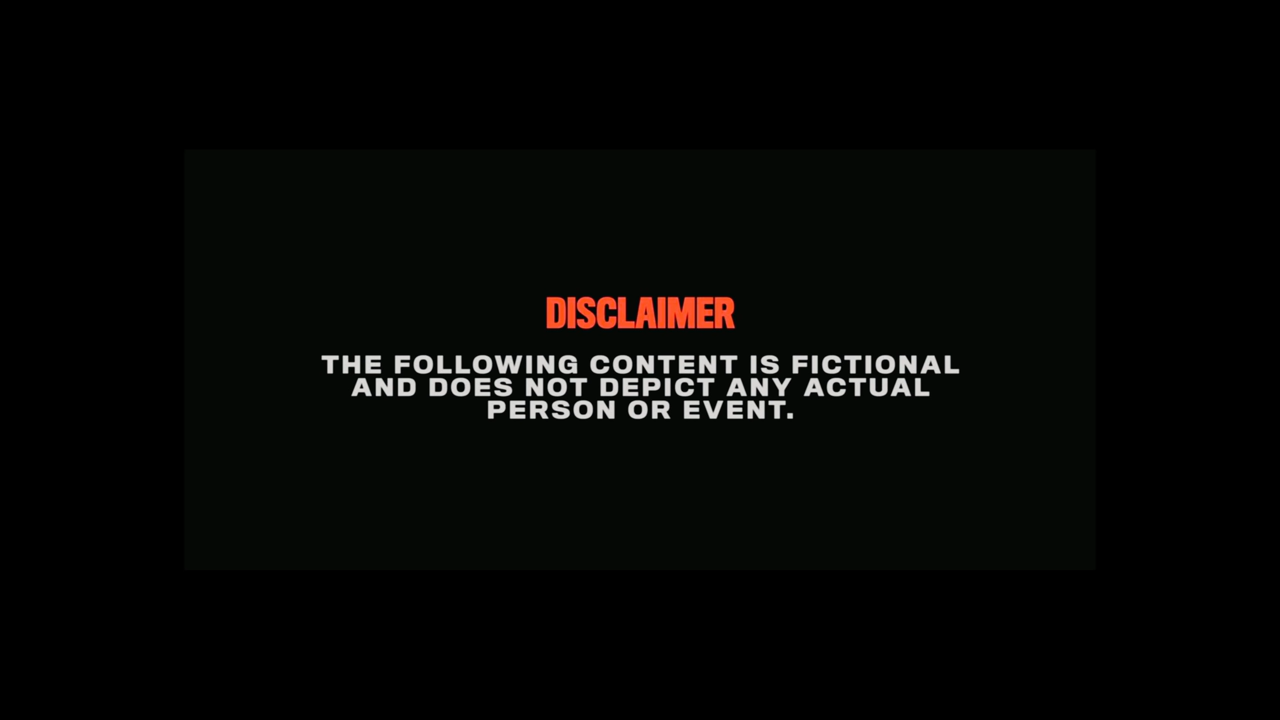 DISCLAIMER
THE FOLLOWING CONTENT IS FICTIONAL
AND DOES NOT DEPICT ANY ACTUAL
PERSON OR EVENT.